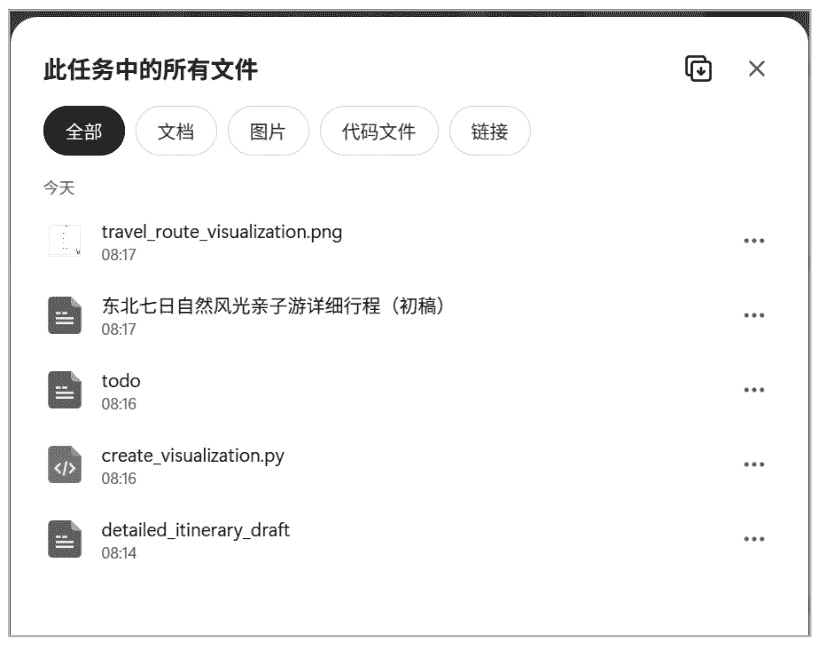 此任务中的所有文件
全部
文档
图片
代码文件
链接
今天
travel_route_visualization.png
08:17
东北七日自然风光亲子游详细行程（初稿）
08:17
todo
08:16
create_visualization.py
08:16
detailed_itinerary_draft
08:14